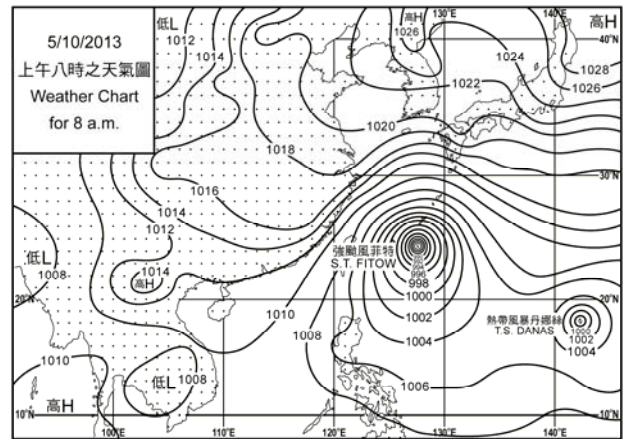 5/10/2013
上午八時之天氣圖
Weather Chart
for 8 a.m.
低L
1012
1014
高H
1026
130°E
140°E
高H
40°N
1024
1028
1026
1022
1020
1018
30°N
1016
1014
1012
低L
1008
1014
高H
強颱風菲特
S.T. FITOW
996
998
1000
1002
1004
20°N
20°N
1010
1008
熱帶風暴丹娜絲
T.S. DANAS
1000
1002
1004
1010
低L
1008
1006
高H
10°N
100°E
110°E
120°E
130°E
140°E
10°N